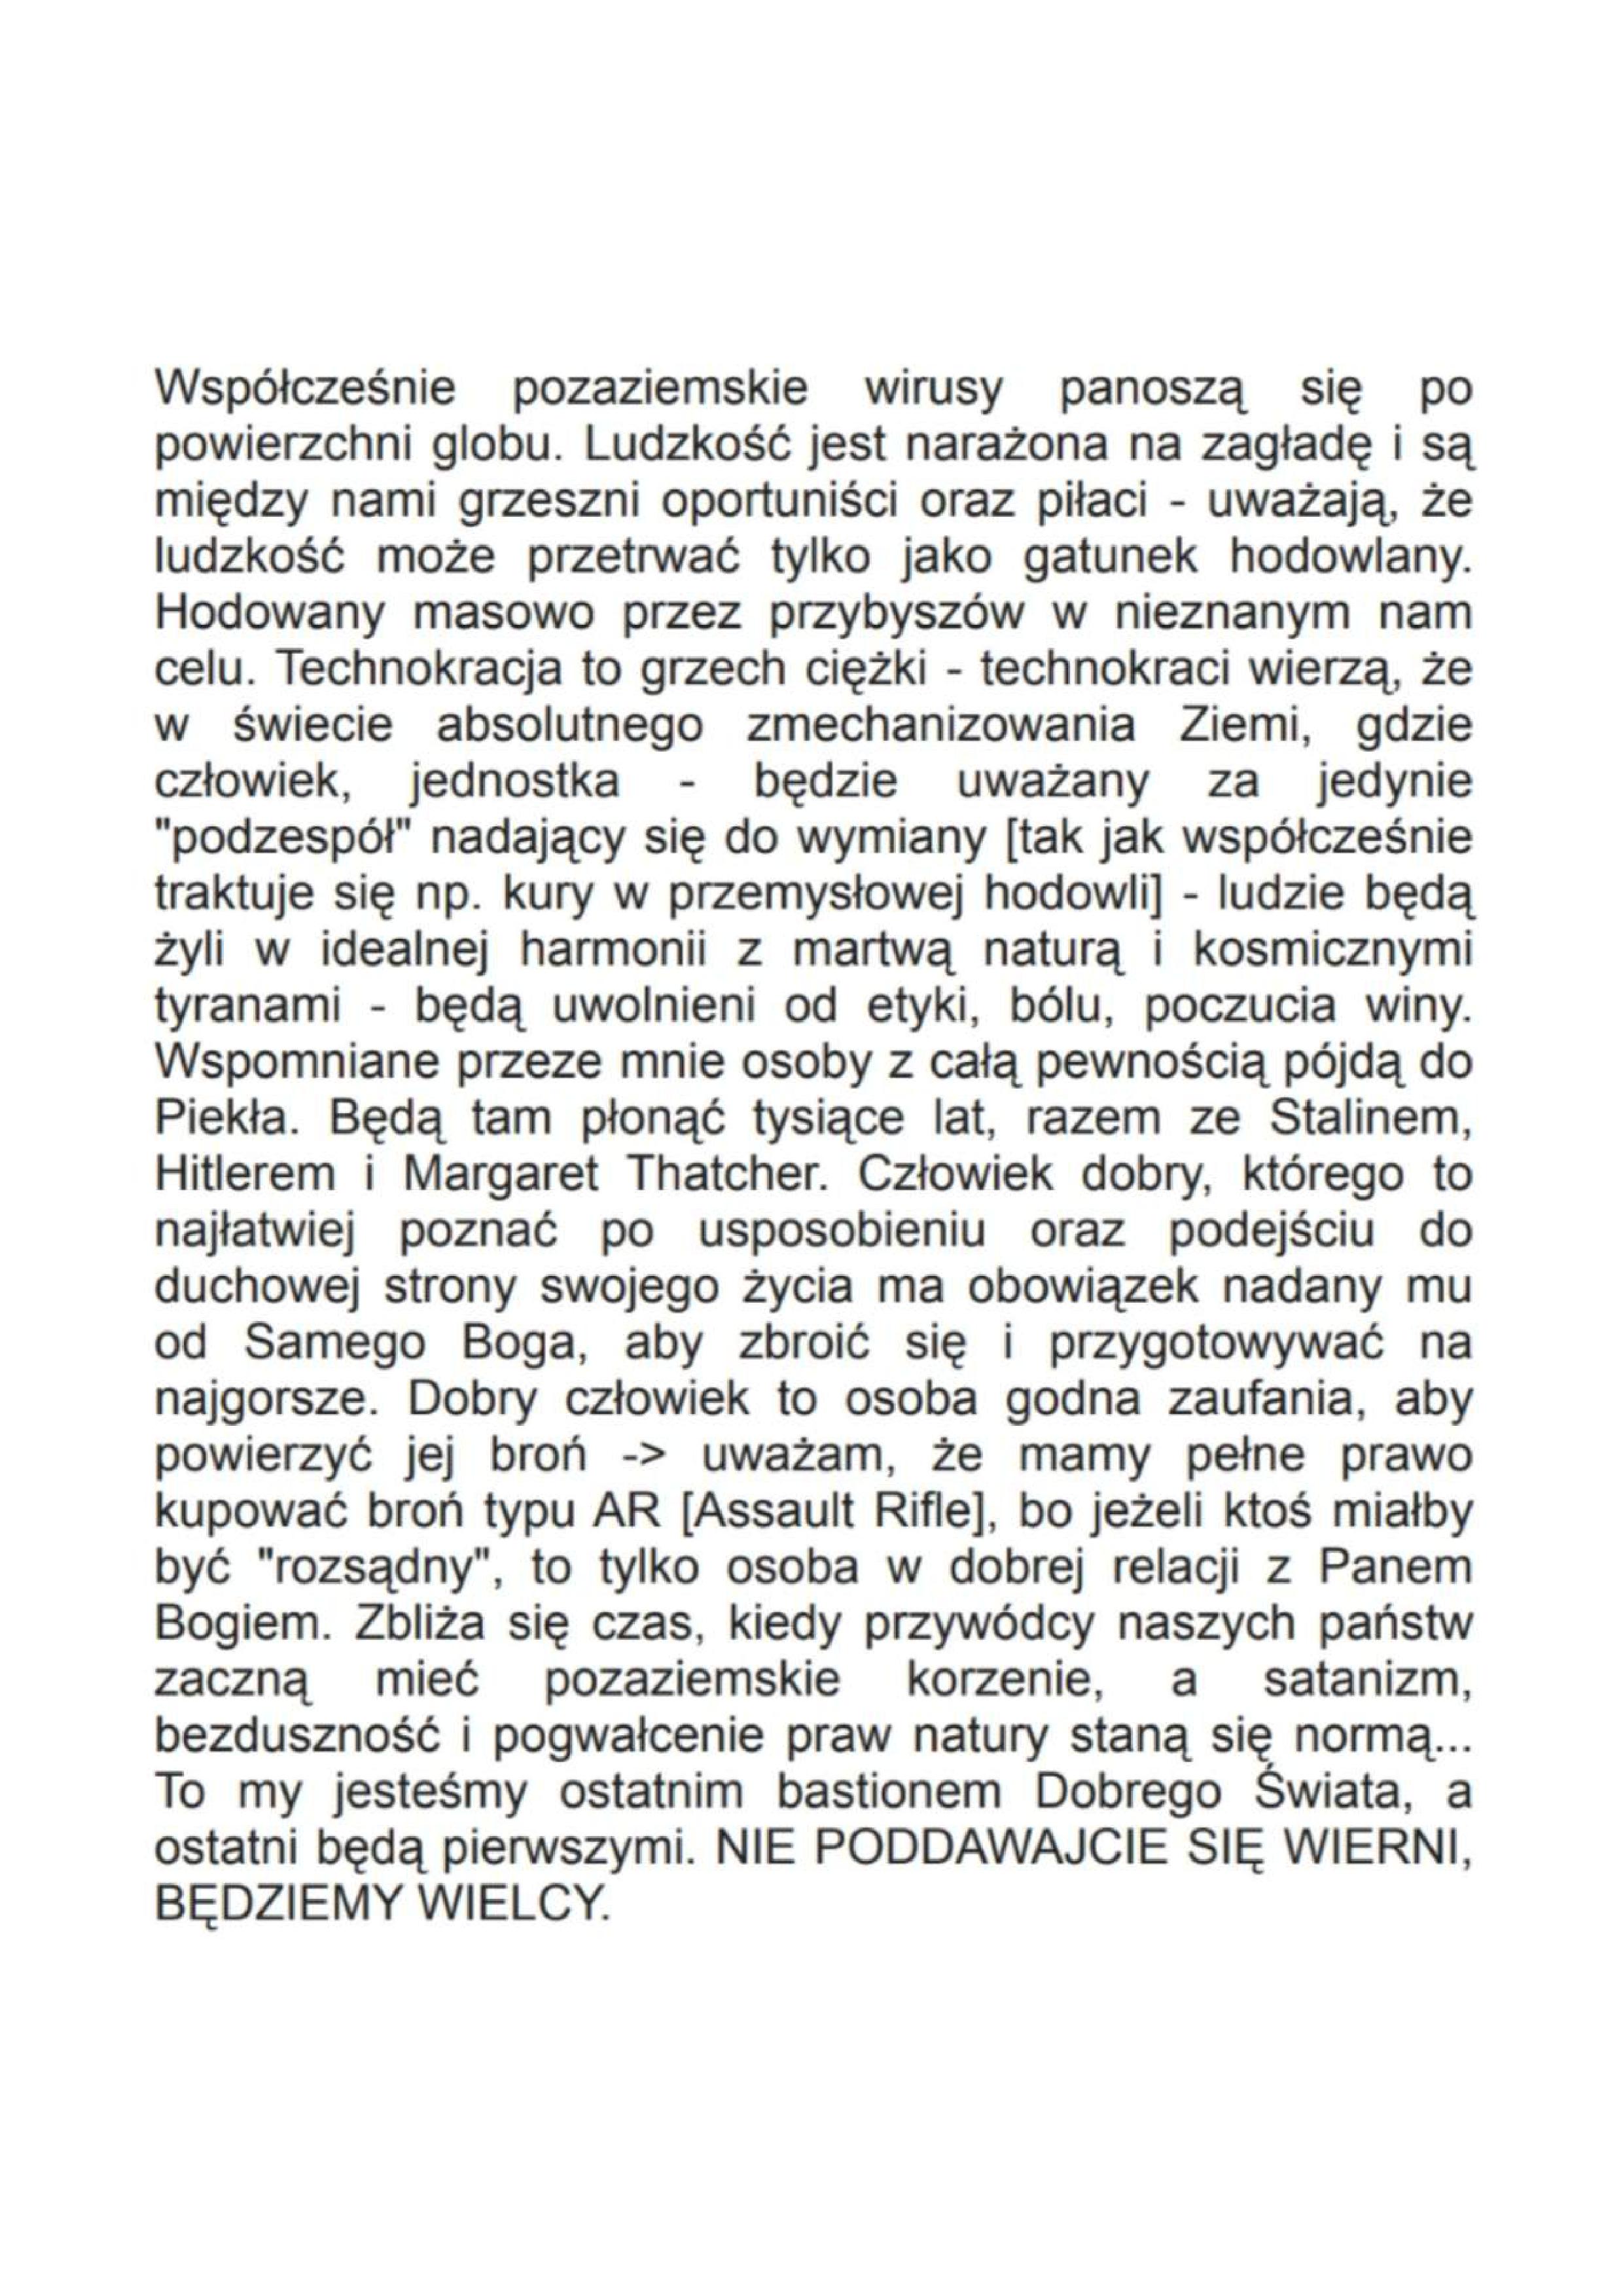 Współcześnie pozaziemskie wirusy panoszą się po
powierzchni globu. Ludzkość jest narażona na zagładę i są
między nami grzeszni oportuniści oraz piłaci - uważają, że
ludzkość może przetrwać tylko jako gatunek hodowlany.
Hodowany masowo przez przybyszów w nieznanym nam
celu. Technokracja to grzech ciężki - technokraci wierzą, że
w świecie absolutnego zmechanizowania Ziemi, gdzie
człowiek, jednostka - będzie uważany za jedynie
"podzespół" nadający się do wymiany [tak jak współcześnie
traktuje się np. kury w przemysłowej hodowli] - ludzie będą
żyli w idealnej harmonii z martwą naturą i kosmicznymi
tyranami - będą uwolnieni od etyki, bólu, poczucia winy.
Wspomniane przeze mnie osoby z całą pewnością pójdą do
Piekła. Będą tam płonąć tysiące lat, razem ze Stalinem,
Hitlerem i Margaret Thatcher. Człowiek dobry, którego to
najłatwiej poznać po usposobieniu oraz podejściu do
duchowej strony swojego życia ma obowiązek nadany mu
od Samego Boga, aby zbroić się i przygotowywać na
najgorsze. Dobry człowiek to osoba godna zaufania, aby
powierzyć jej broń -> uważam, że mamy pełne prawo
kupować broń typu AR [Assault Rifle], bo jeżeli ktoś miałby
być "rozsądny", to tylko osoba w dobrej relacji z Panem
Bogiem. Zbliża się czas, kiedy przywódcy naszych państw
zaczną mieć pozaziemskie korzenie, a satanizm,
bezduszność i pogwałcenie praw natury staną się normą...
To my jesteśmy ostatnim bastionem Dobrego Świata, a
ostatni będą pierwszymi. NIE PODDAWAJCIE SIĘ WIERNI,
BĘDZIEMY WIELCY.